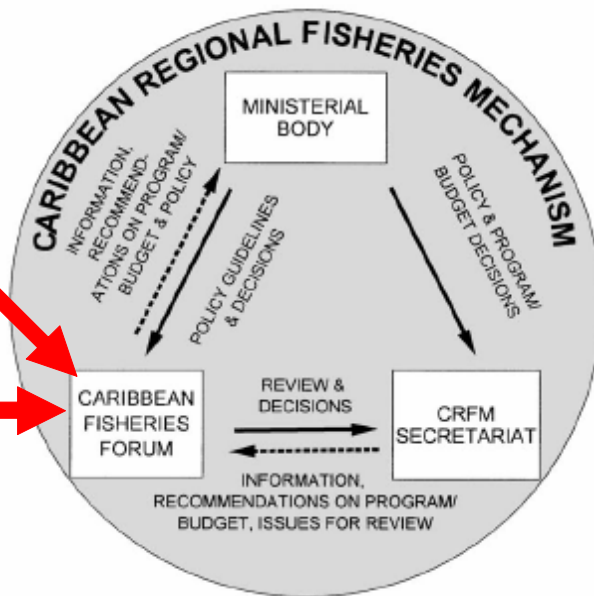 CARIBBEAN REGIONAL FISHERIES MECHANISM
MINISTERIAL
BODY
INFORMATION,
RECOMMEND-
ATIONS ON PROGRAM/
BUDGET & POLICY
POLICY GUIDELINES
& DECISIONS
POLICY & PROGRAM/
BUDGET DECISIONS
CARIBBEAN
FISHERIES
FORUM
REVIEW &
DECISIONS
CRFM
SECRETARIAT
INFORMATION,
RECOMMENDATIONS ON PROGRAM/
BUDGET, ISSUES FOR REVIEW